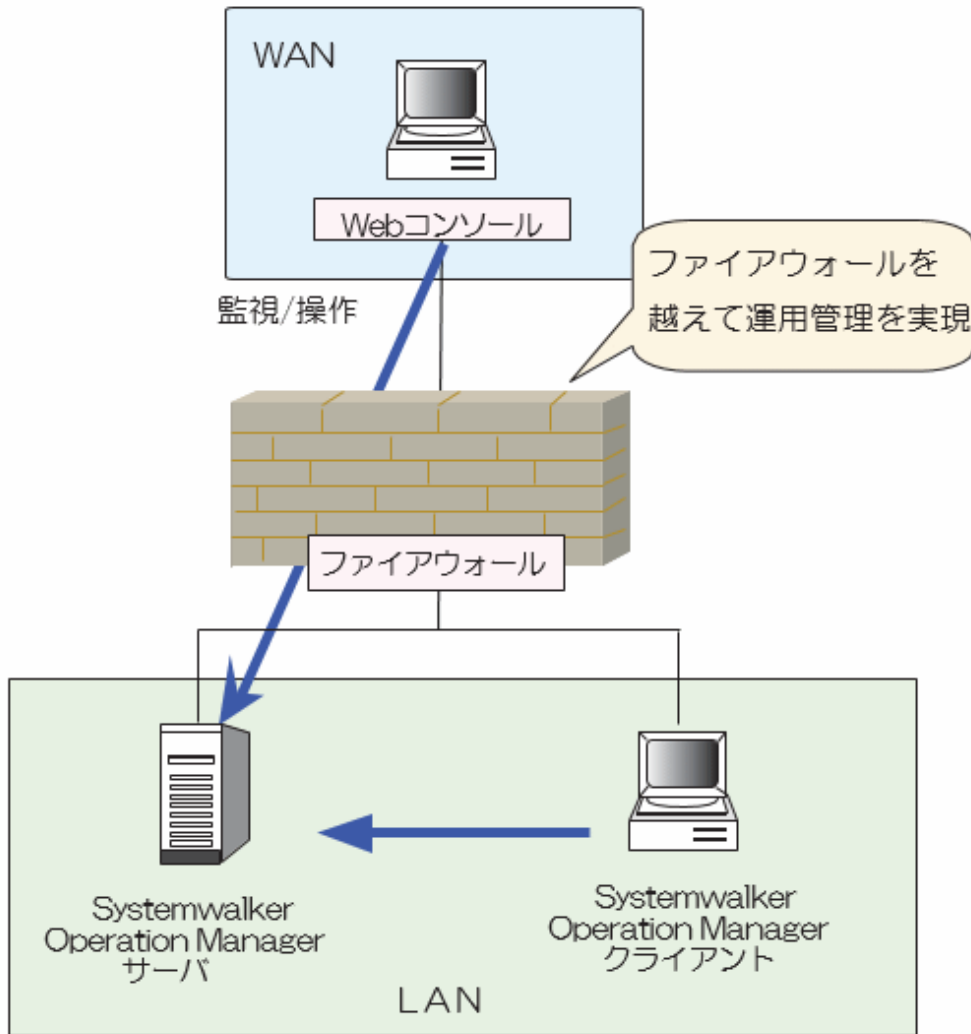 WAN
Webコンソール
ファイアウォールを
越えて運用管理を実現
監視/操作
ファイアウォール
Systemwalker
Operation Manager
サーバ
Systemwalker
Operation Manager
クライアント
LAN